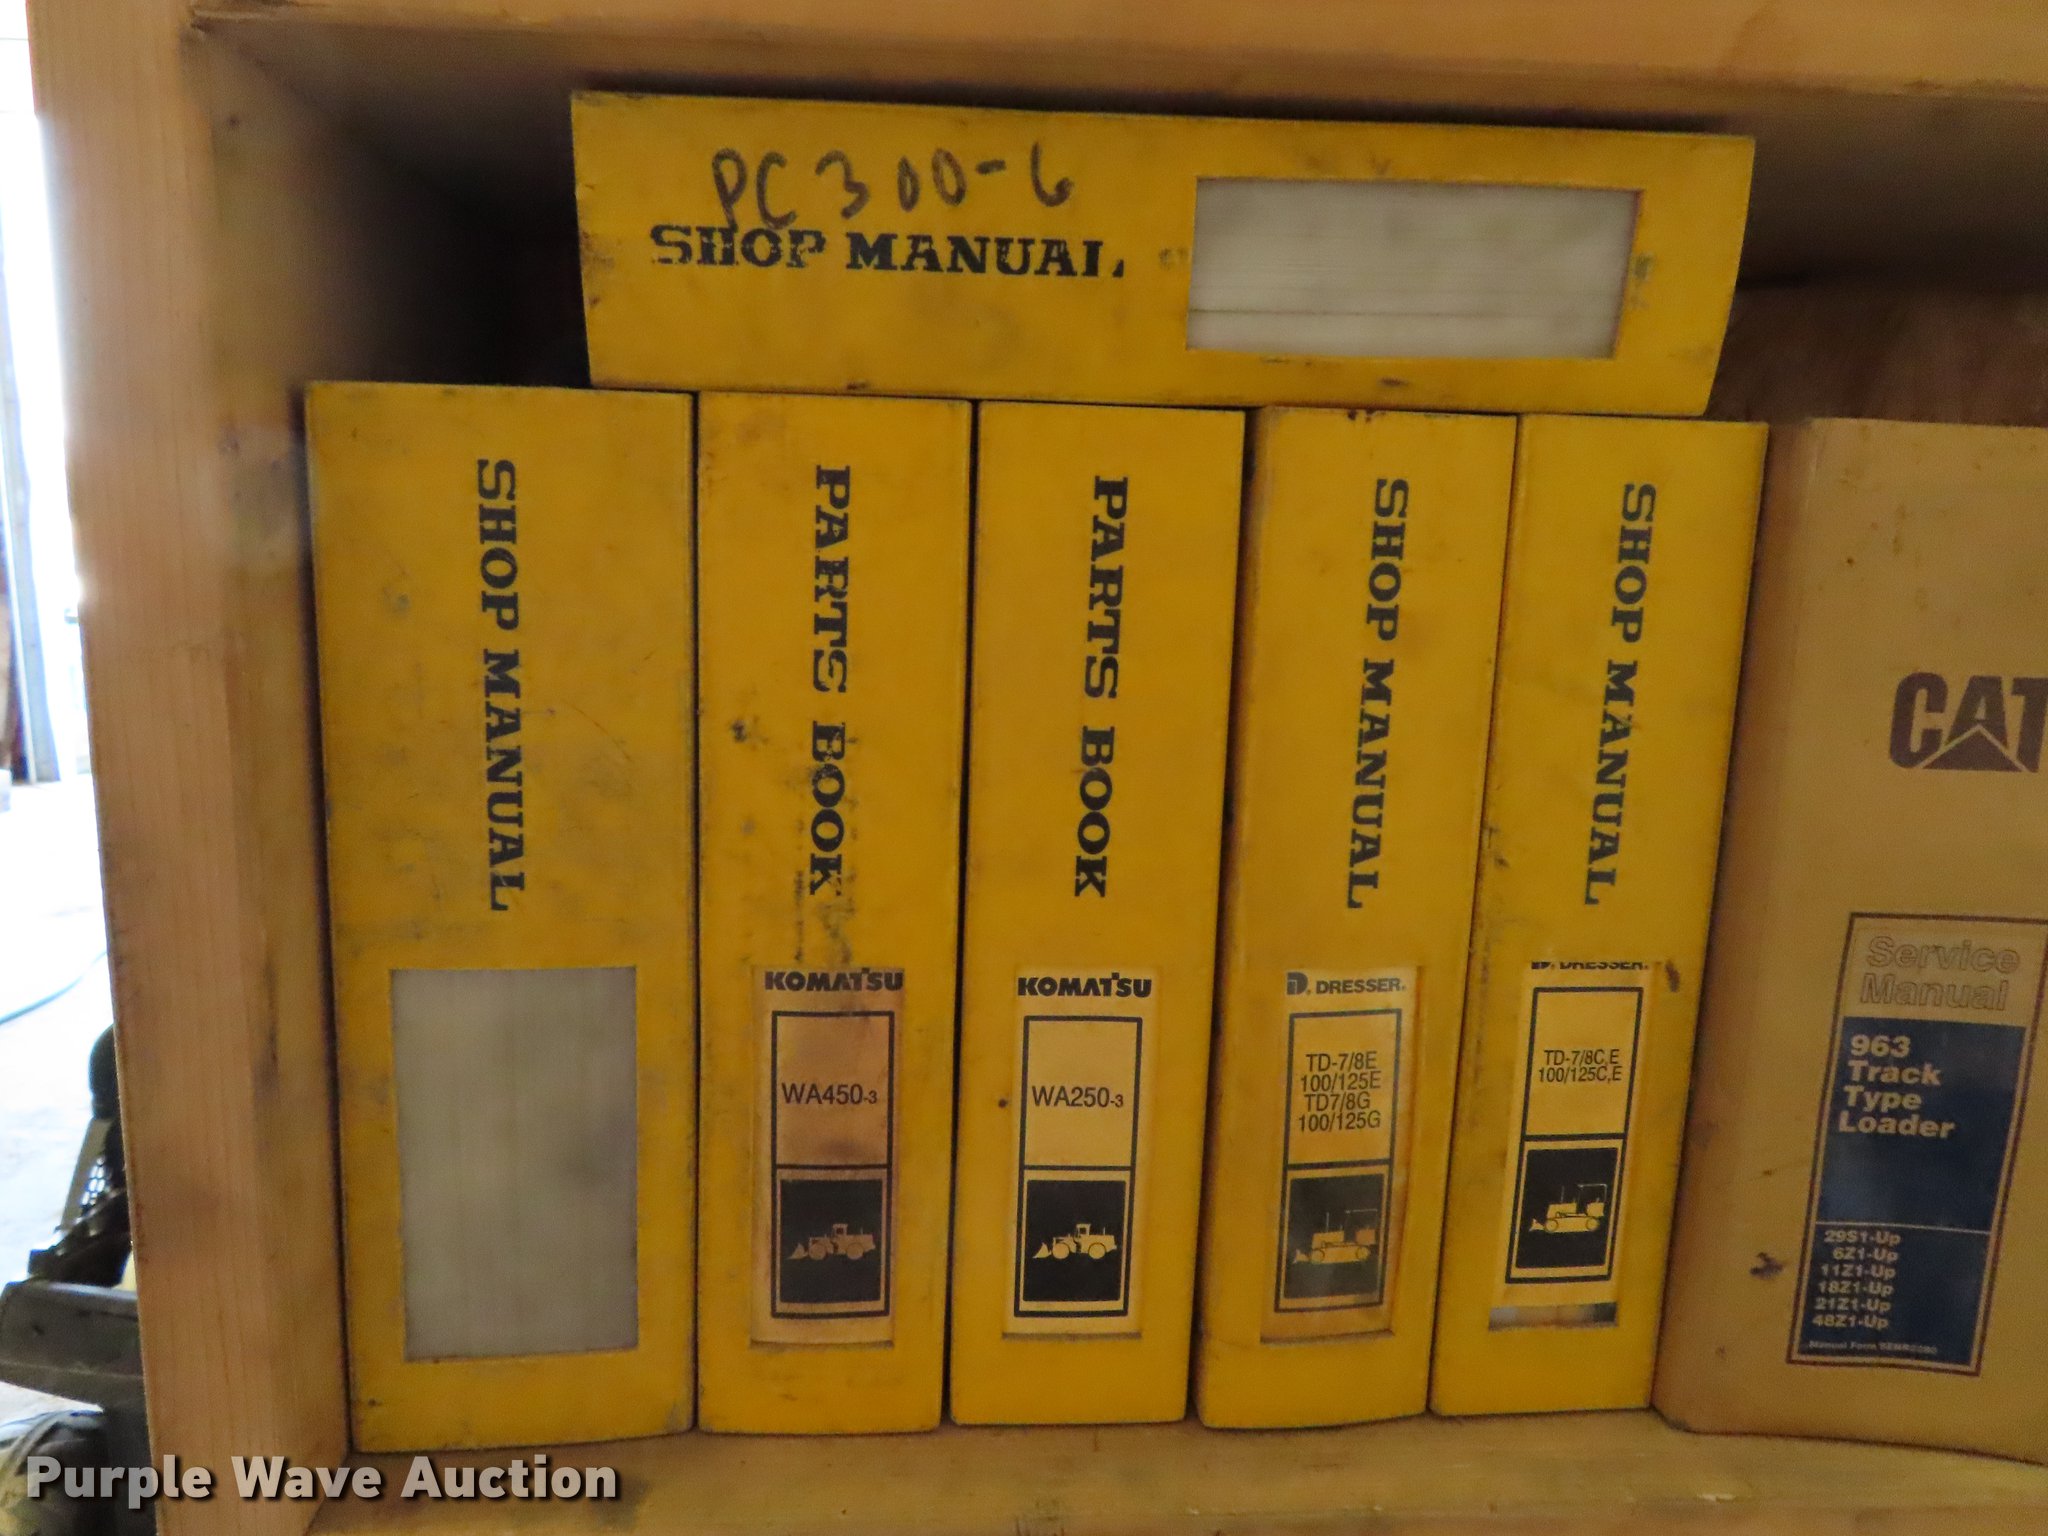 PC300-6
SHOP MANUAL
SHOP MANUAL
PARTS BOOK
KOMATSU
WA450-3
PARTS BOOK
KOMATSU
WA250-3
SHOP MANUAL
DRESSER.
TD-7/8E
100/125E
TD7/8G
100/125G
SHOP MANUAL
DRESSER.
TD-7/8C,E
100/125C,E
CAT
Service
Manual
963
Track
Type
Loader
29S1-Up
6Z1-Up
11Z1-Up
18Z1-Up
21Z1-Up
48Z1-Up
Manual Form
Purple Wave Auction